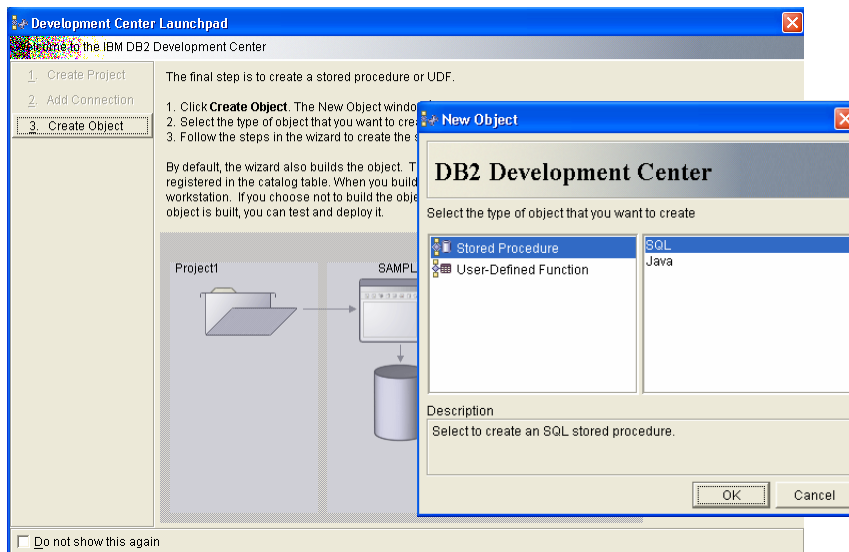 Development Center Launchpad
Welcome to the IBM DB2 Development Center
1. Create Project
2. Add Connection
3. Create Object
The final step is to create a stored procedure or UDF.
1. Click Create Object. The New Object window
2. Select the type of object that you want to crea
3. Follow the steps in the wizard to create the s
By default, the wizard also builds the object. T
registered in the catalog table. When you build
workstation. If you choose not to build the obje
object is built, you can test and deploy it.
Project1
SAMPL
Do not show this again
New Object
DB2 Development Center
Select the type of object that you want to create
Stored Procedure
User-Defined Function
SQL
Java
Description
Select to create an SQL stored procedure.
OK
Cancel